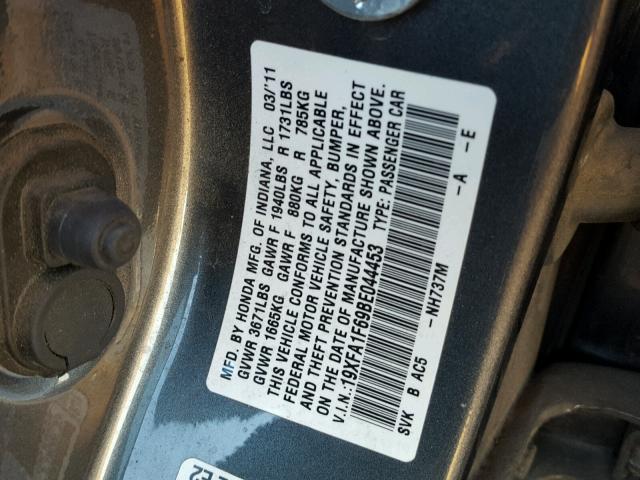 MFD. BY HONDA MFG. OF INDIANA, LLC 03/'11
GVWR 3671LBS GAWR F 1940LBS R 1731LBS
GVWR 1665KG GAWR F 880KG R 785KG
THIS VEHICLE CONFORMS TO ALL APPLICABLE
FEDERAL MOTOR VEHICLE SAFETY, BUMPER,
AND THEFT PREVENTION STANDARDS IN EFFECT
ON THE DATE OF MANUFACTURE SHOWN ABOVE.
V.I.N.:19XFA1F69BE044453 TYPE: PASSENGER CAR
SVK B AC5 -NH737M -A -E